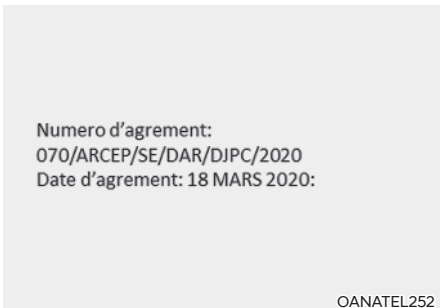 Numero d’agrement:
070/ARCEP/SE/DAR/DJPC/2020
Date d’agrement: 18 MARS 2020:
OANATEL252